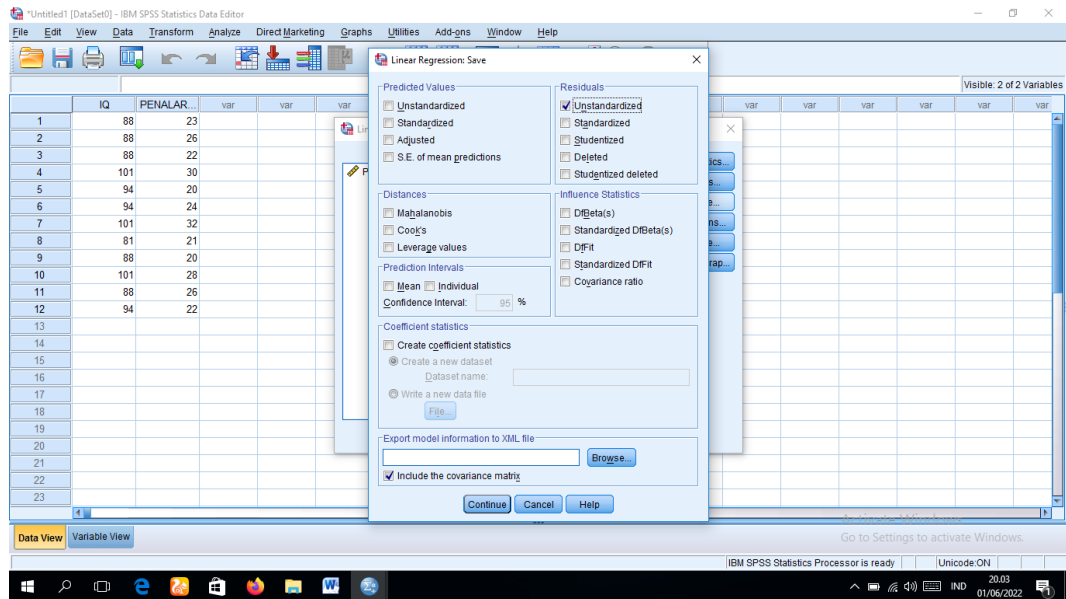 *Untitled1 [DataSet0] - IBM SPSS Statistics Data Editor
File Edit View Data Transform Analyze Direct Marketing Graphs Utilities Add-ons Window Help
Visible: 2 of 2 Variables
IQ PENALAR... var var var var var var var var var
1 88 23
2 88 26
3 88 22
4 101 30
5 94 20
6 94 24
7 101 32
8 81 21
9 88 20
10 101 28
11 88 26
12 94 22
13
14
15
16
17
18
19
20
21
22
23
Linear Regression: Save
Predicted Values
Unstandardized
Standardized
Adjusted
S.E. of mean predictions
Residuals
Unstandardized
Standardized
Studentized
Deleted
Studentized deleted
Distances
Mahalanobis
Cook's
Leverage values
Influence Statistics
DfBeta(s)
Standardized DfBeta(s)
DfFit
Standardized DfFit
Covariance ratio
Prediction Intervals
Mean Individual
Confidence Interval: 95 %
Coefficient statistics
Create coefficient statistics
Create a new dataset
Dataset name:
Write a new data file
File...
Export model information to XML file
Browse...
Include the covariance matrix
Continue Cancel Help
Data View Variable View
Go to Settings to activate Windows.
IBM SPSS Statistics Processor is ready Unicode:ON
IND 20.03
01/06/2022